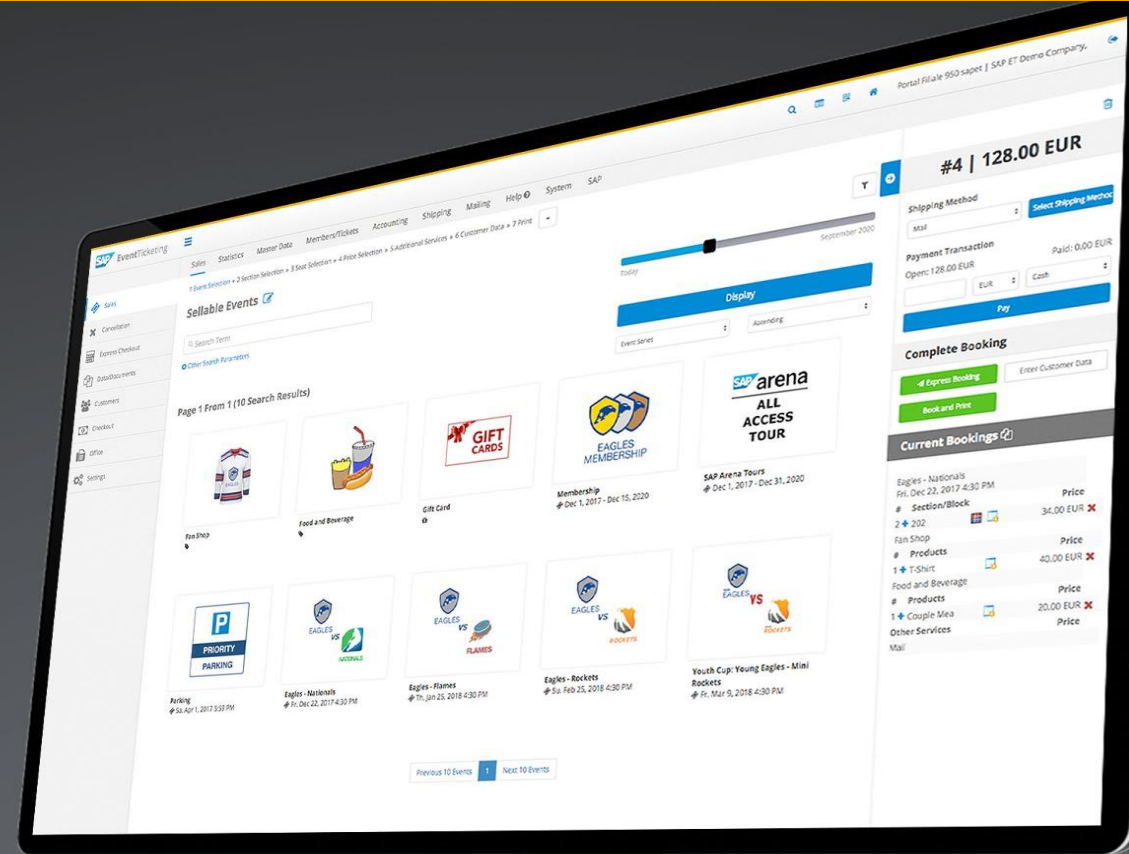 Portal Filiale 950 sapet | SAP ET Demo Company,
SAP EventTicketing
Sales
Statistics
Master Data
Members/Tickets
Accounting
Shipping
Mailing
Help
System
SAP
1 Event Selection » 2 Section Selection » 3 Seat Selection » 4 Price Selection » 5 Additional Services » 6 Customer Data » 7 Print
Sales
Cancellation
Express Checkout
Data/Documents
Customers
Checkout
Office
Settings
Sellable Events
Search Term
Other Search Parameters
Today
September 2020
Display
Event Series
Ascending
Page 1 From 1 (10 Search Results)
EAGLES
Fan Shop
Food and Beverage
GIFT
CARDS
Gift Card
EAGLES
MEMBERSHIP
Membership
Dec 1, 2017 - Dec 15, 2020
SAP arena
ALL
ACCESS
TOUR
SAP Arena Tours
Dec 1, 2017 - Dec 31, 2020
P
PRIORITY
PARKING
Parking
Sa. Apr 1, 2017 5:59 PM
EAGLES
VS
NATIONALS
Eagles - Nationals
Fr. Dec 22, 2017 4:30 PM
EAGLES
VS
FLAMES
Eagles - Flames
Th. Jan 25, 2018 4:30 PM
EAGLES
VS
ROCKETS
Eagles - Rockets
Su. Feb 25, 2018 4:30 PM
EAGLES
VS
ROCKETS
Youth Cup: Young Eagles - Mini
Rockets
Fr. Mar 9, 2018 4:30 PM
Previous 10 Events
1
Next 10 Events
#4 | 128.00 EUR
Shipping Method
Mail
Select Shipping Method
Payment Transaction
Open: 128.00 EUR
Paid: 0.00 EUR
EUR
Cash
Pay
Complete Booking
Express Booking
Enter Customer Data
Book and Print
Current Bookings
Eagles - Nationals
Fri. Dec 22, 2017 4:30 PM
# Section/Block Price
2 + 202 34.00 EUR
Fan Shop
# Products Price
1 + T-Shirt 40.00 EUR
Food and Beverage
# Products Price
1 + Couple Mea 20.00 EUR
Other Services Price
Mail